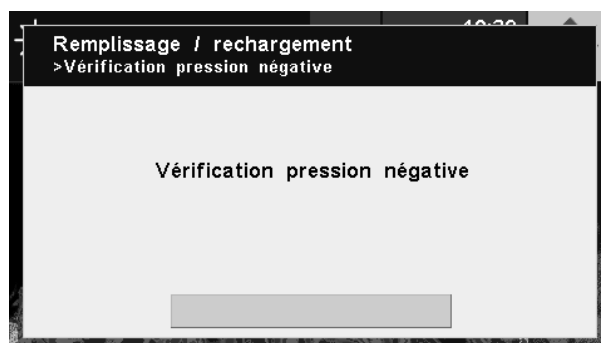 Remplissage / rechargement
>Vérification pression négative
Vérification pression négative